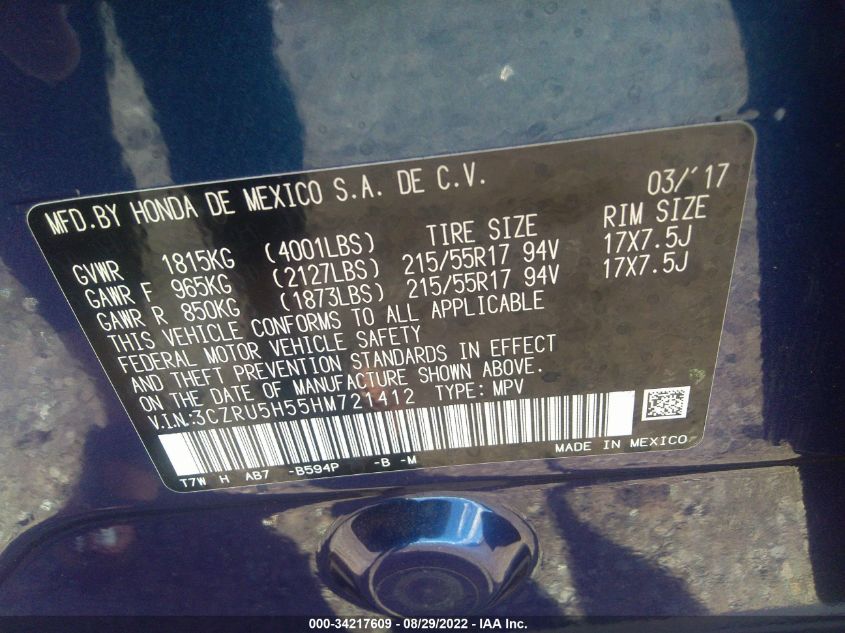 MFD.BY HONDA DE MEXICO S.A. DE C.V. 03/'17
TIRE SIZE RIM SIZE
GVWR 1815KG (4001LBS)
GAWR F 965KG (2127LBS) 215/55R17 94V 17X7.5J
GAWR R 850KG (1873LBS) 215/55R17 94V 17X7.5J
THIS VEHICLE CONFORMS TO ALL APPLICABLE
FEDERAL MOTOR VEHICLE SAFETY
AND THEFT PREVENTION STANDARDS IN EFFECT
ON THE DATE OF MANUFACTURE SHOWN ABOVE.
V.I.N:3CZRU5H55HM721412 TYPE: MPV
MADE IN MEXICO
T7W H AB7 -B594P -B -M
000-34217609 - 08/29/2022 - IAA Inc.